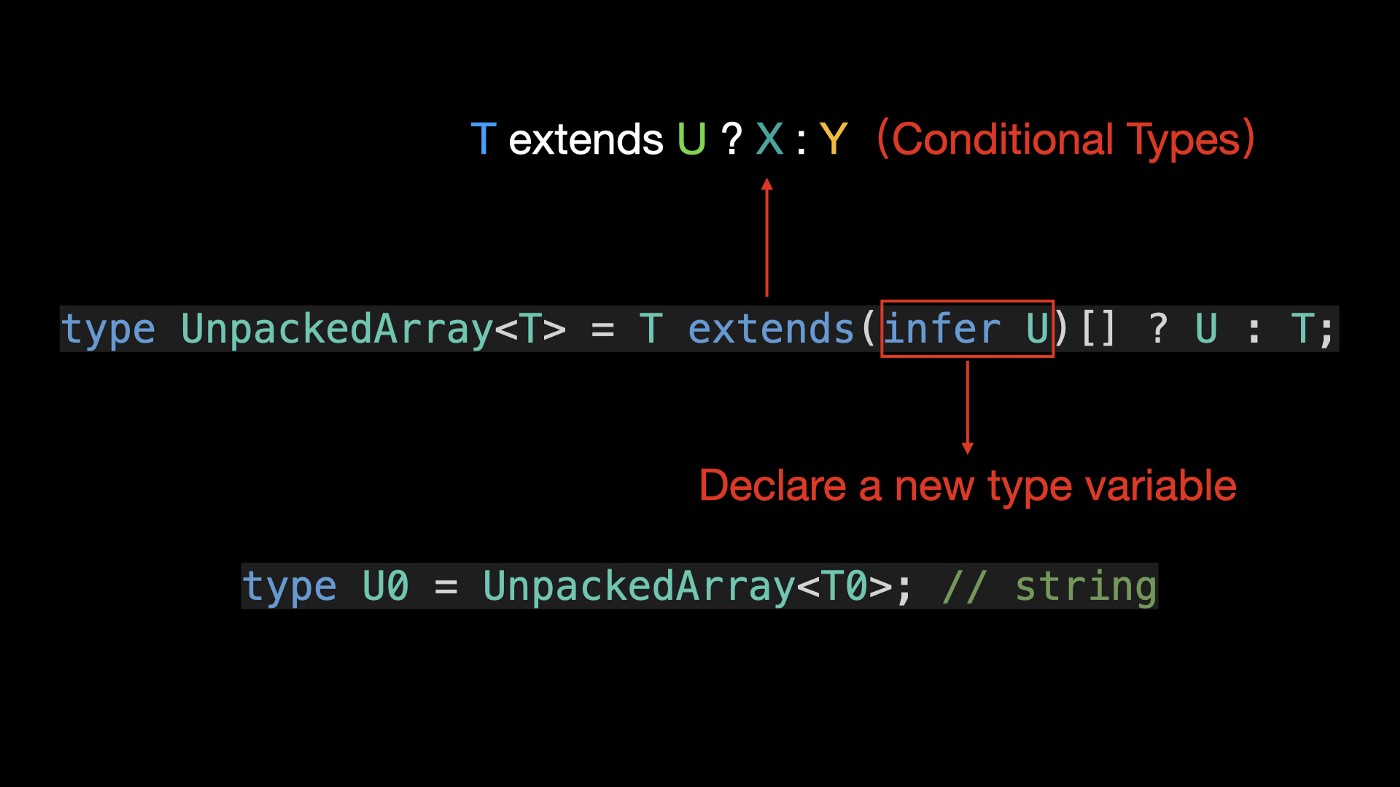 T extends U ? X : Y (Conditional Types)
type UnpackedArray<T> = T extends(infer U)[] ? U : T;
Declare a new type variable
type U0 = UnpackedArray<T0>; // string